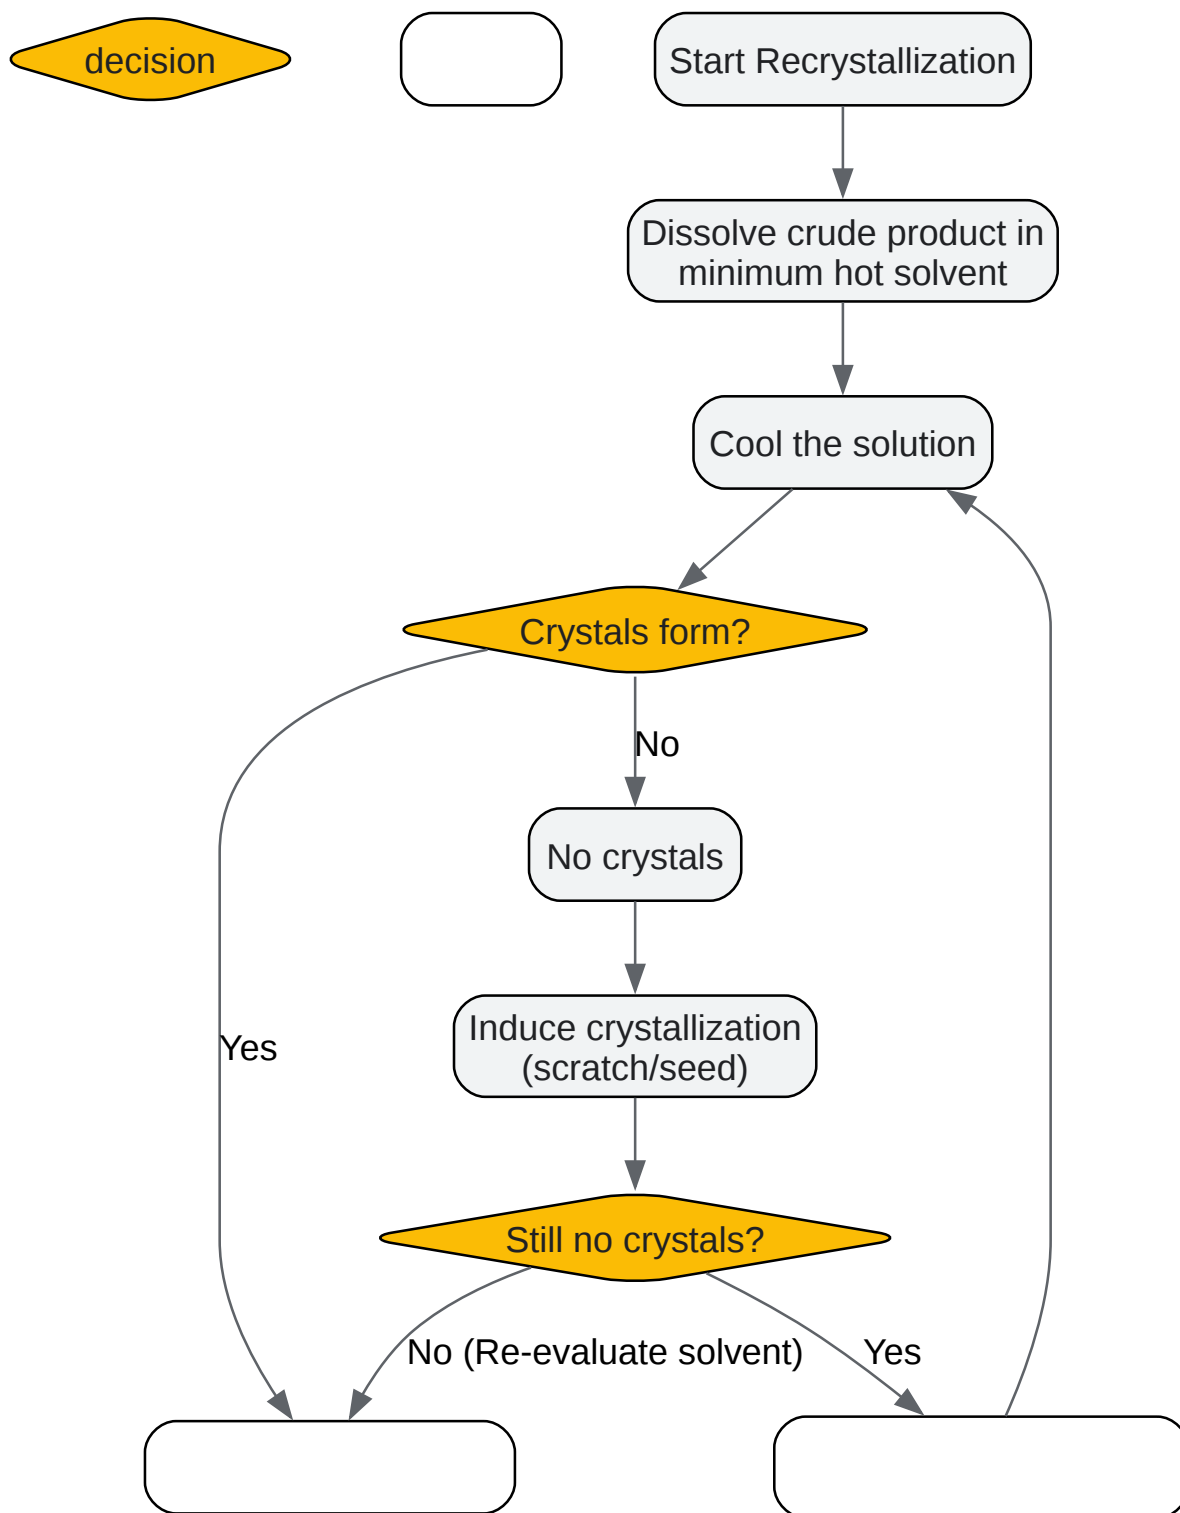 decision
Start Recrystallization
Dissolve crude product in
minimum hot solvent
Cool the solution
Crystals form?
No
No crystals
Induce crystallization
(scratch/seed)
Yes
Still no crystals?
No (Re-evaluate solvent)
Yes